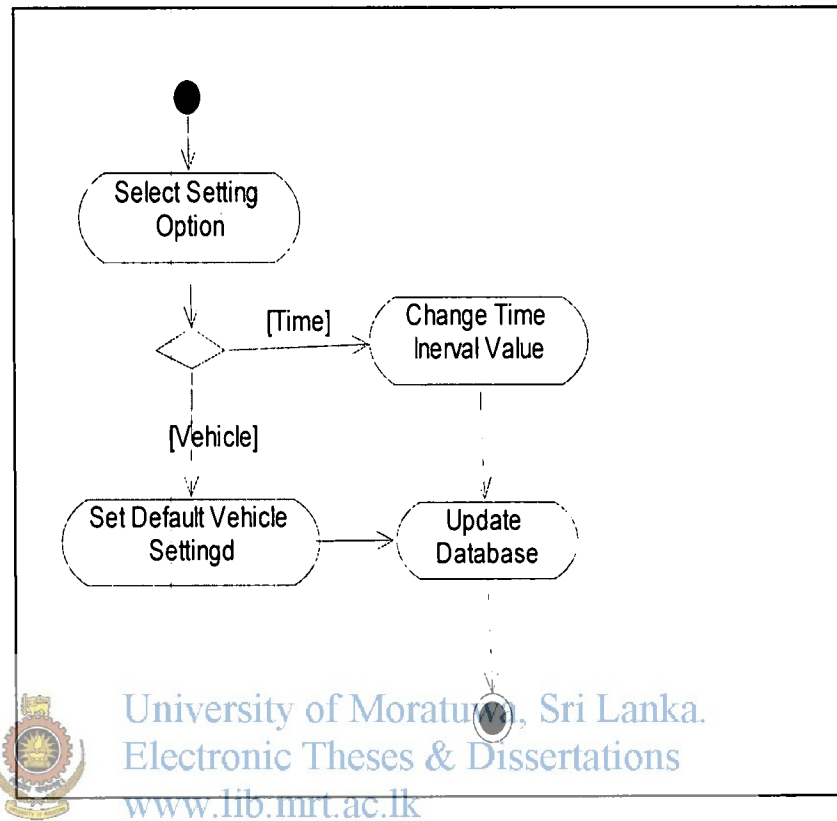 Select Setting
Option
[Time]
Change Time
Inerval Value
[Vehicle]
Set Default Vehicle
Settingd
Update
Database
University of Moratuwa, Sri Lanka.
Electronic Theses & Dissertations
www.lib.mrt.ac.lk